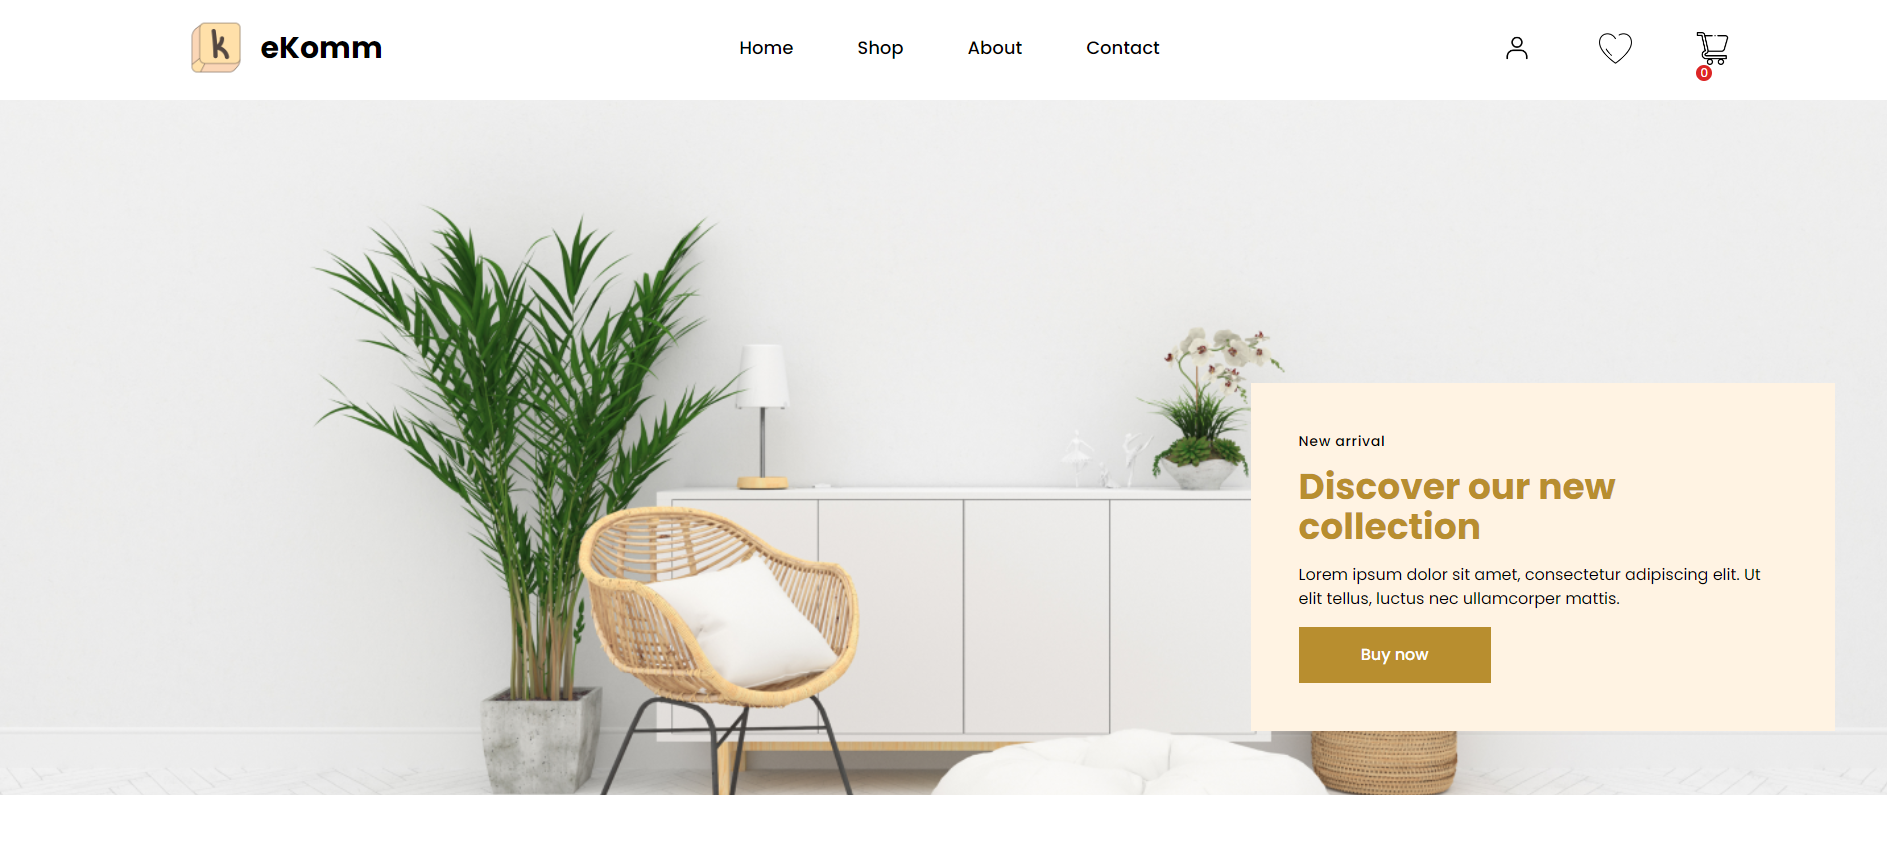 k
eKomm
Home
Shop
About
Contact
0
New arrival
Discover our new
collection
Lorem ipsum dolor sit amet, consectetur adipiscing elit. Ut
elit tellus, luctus nec ullamcorper mattis.
Buy now